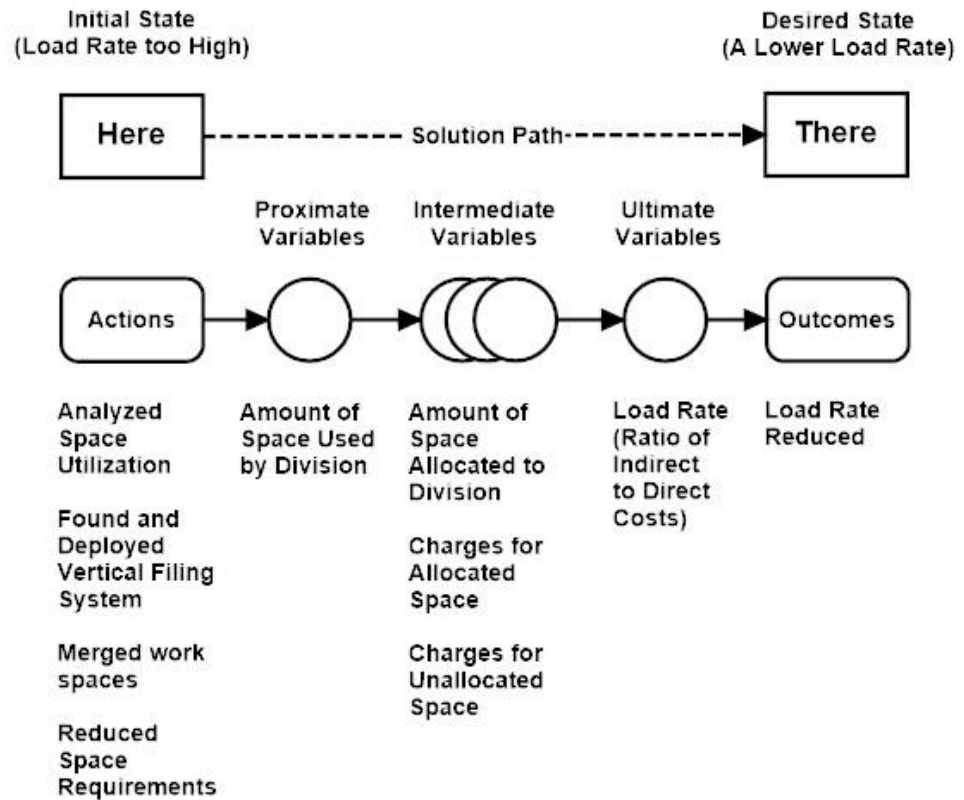 Initial State
(Load Rate too High)
Desired State
(A Lower Load Rate)
Here
Solution Path
There
Proximate
Variables
Intermediate
Variables
Ultimate
Variables
Actions
Outcomes
Analyzed
Space
Utilization
Found and
Deployed
Vertical Filing
System
Merged work
spaces
Reduced
Space
Requirements
Amount of
Space Used
by Division
Amount of
Space
Allocated to
Division
Charges for
Allocated
Space
Charges for
Unallocated
Space
Load Rate
(Ratio of
Indirect
to Direct
Costs)
Load Rate
Reduced